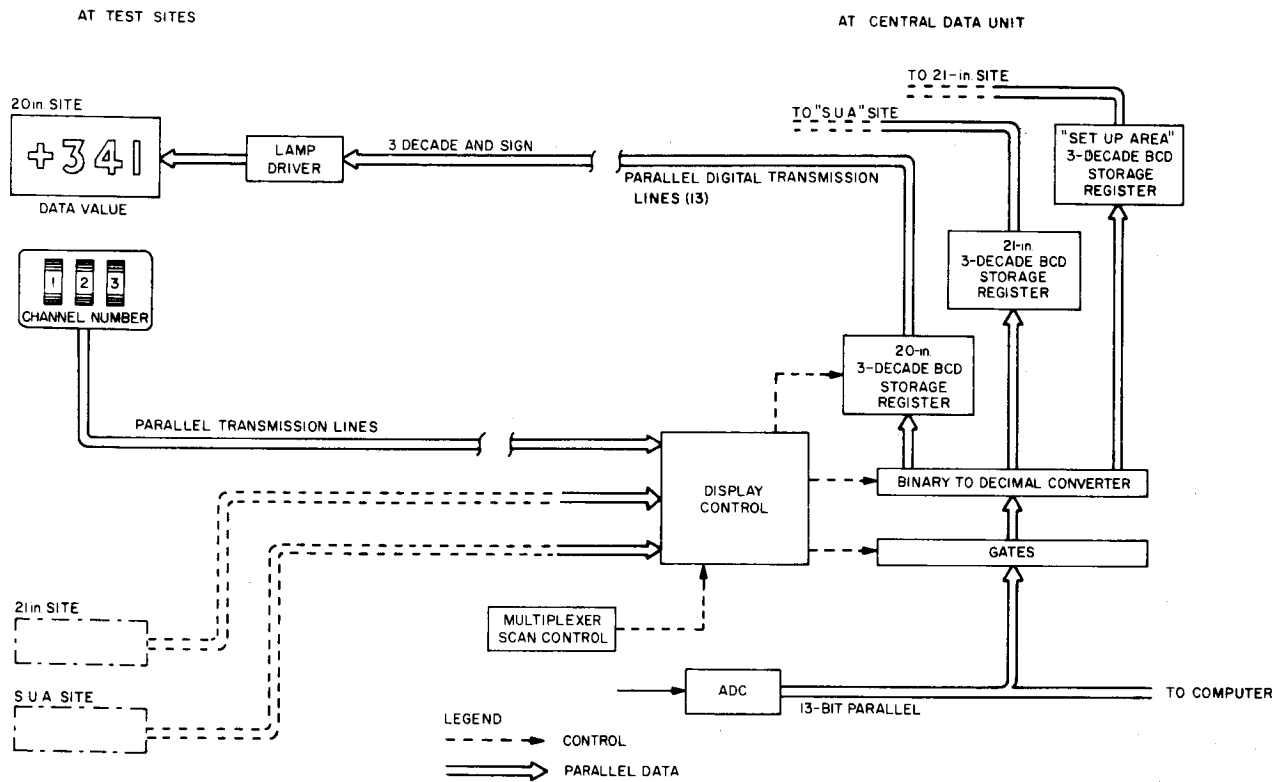 AT TEST SITES
AT CENTRAL DATA UNIT
TO 21-in. SITE
TO "S.U.A" SITE
20in. SITE
+341
DATA VALUE
LAMP
DRIVER
3 DECADE AND SIGN
PARALLEL DIGITAL TRANSMISSION
LINES (13)
"SET UP AREA"
3-DECADE BCD
STORAGE
REGISTER
21-in.
3-DECADE BCD
STORAGE
REGISTER
20-in.
3-DECADE BCD
STORAGE
REGISTER
1 2 3
CHANNEL NUMBER
PARALLEL TRANSMISSION LINES
DISPLAY
CONTROL
BINARY TO DECIMAL CONVERTER
GATES
MULTIPLEXER
SCAN CONTROL
21in SITE
S U A SITE
ADC
13-BIT PARALLEL
TO COMPUTER
LEGEND
CONTROL
PARALLEL DATA